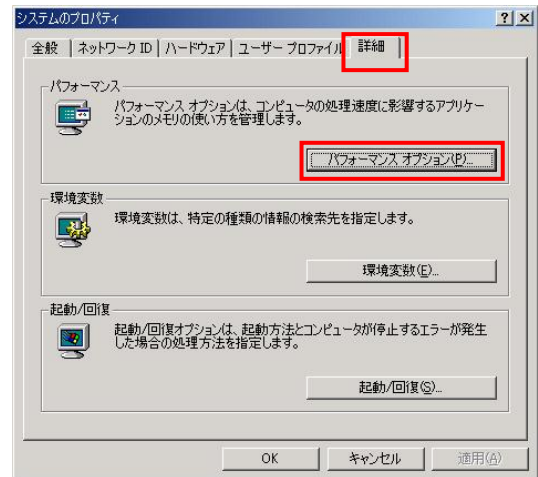 システムのプロパティ
全般 ネットワーク ID ハードウェア ユーザー プロファイル 詳細
パフォーマンス
パフォーマンス オプションは、コンピュータの処理速度に影響するアプリケー
ションのメモリの使い方を管理します。
パフォーマンス オプション(P)...
環境変数
環境変数は、特定の種類の情報の検索先を指定します。
環境変数(E)...
起動/回復
起動/回復オプションは、起動方法とコンピュータが停止するエラーが発生
した場合の処理方法を指定します。
起動/回復(S)...
OK キャンセル 適用(A)